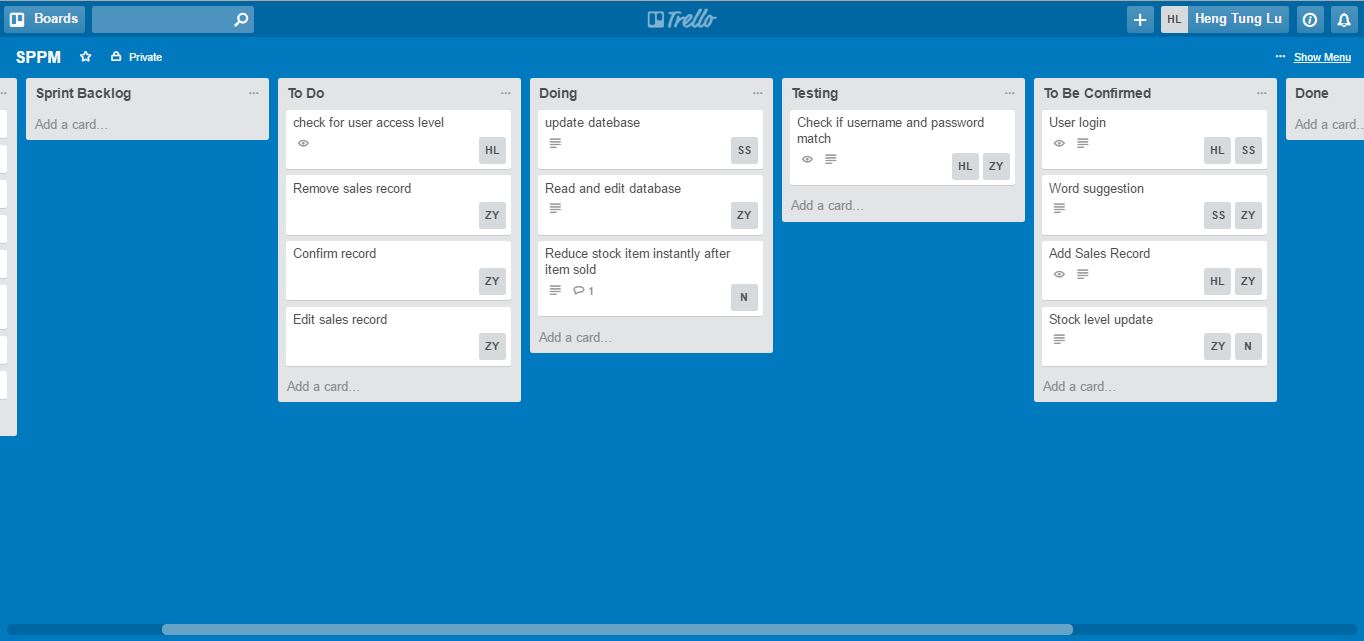 Boards
Trello
HL Heng Tung Lu
SPPM
Private
Show Menu
Sprint Backlog
Add a card...
To Do
check for user access level
HL
Remove sales record
ZY
Confirm record
ZY
Edit sales record
ZY
Add a card...
Doing
update datebase
SS
Read and edit database
ZY
Reduce stock item instantly after
item sold
1
N
Add a card...
Testing
Check if username and password
match
HL ZY
Add a card...
To Be Confirmed
User login
HL SS
Word suggestion
SS ZY
Add Sales Record
HL ZY
Stock level update
ZY N
Add a card...
Done
Add a card..